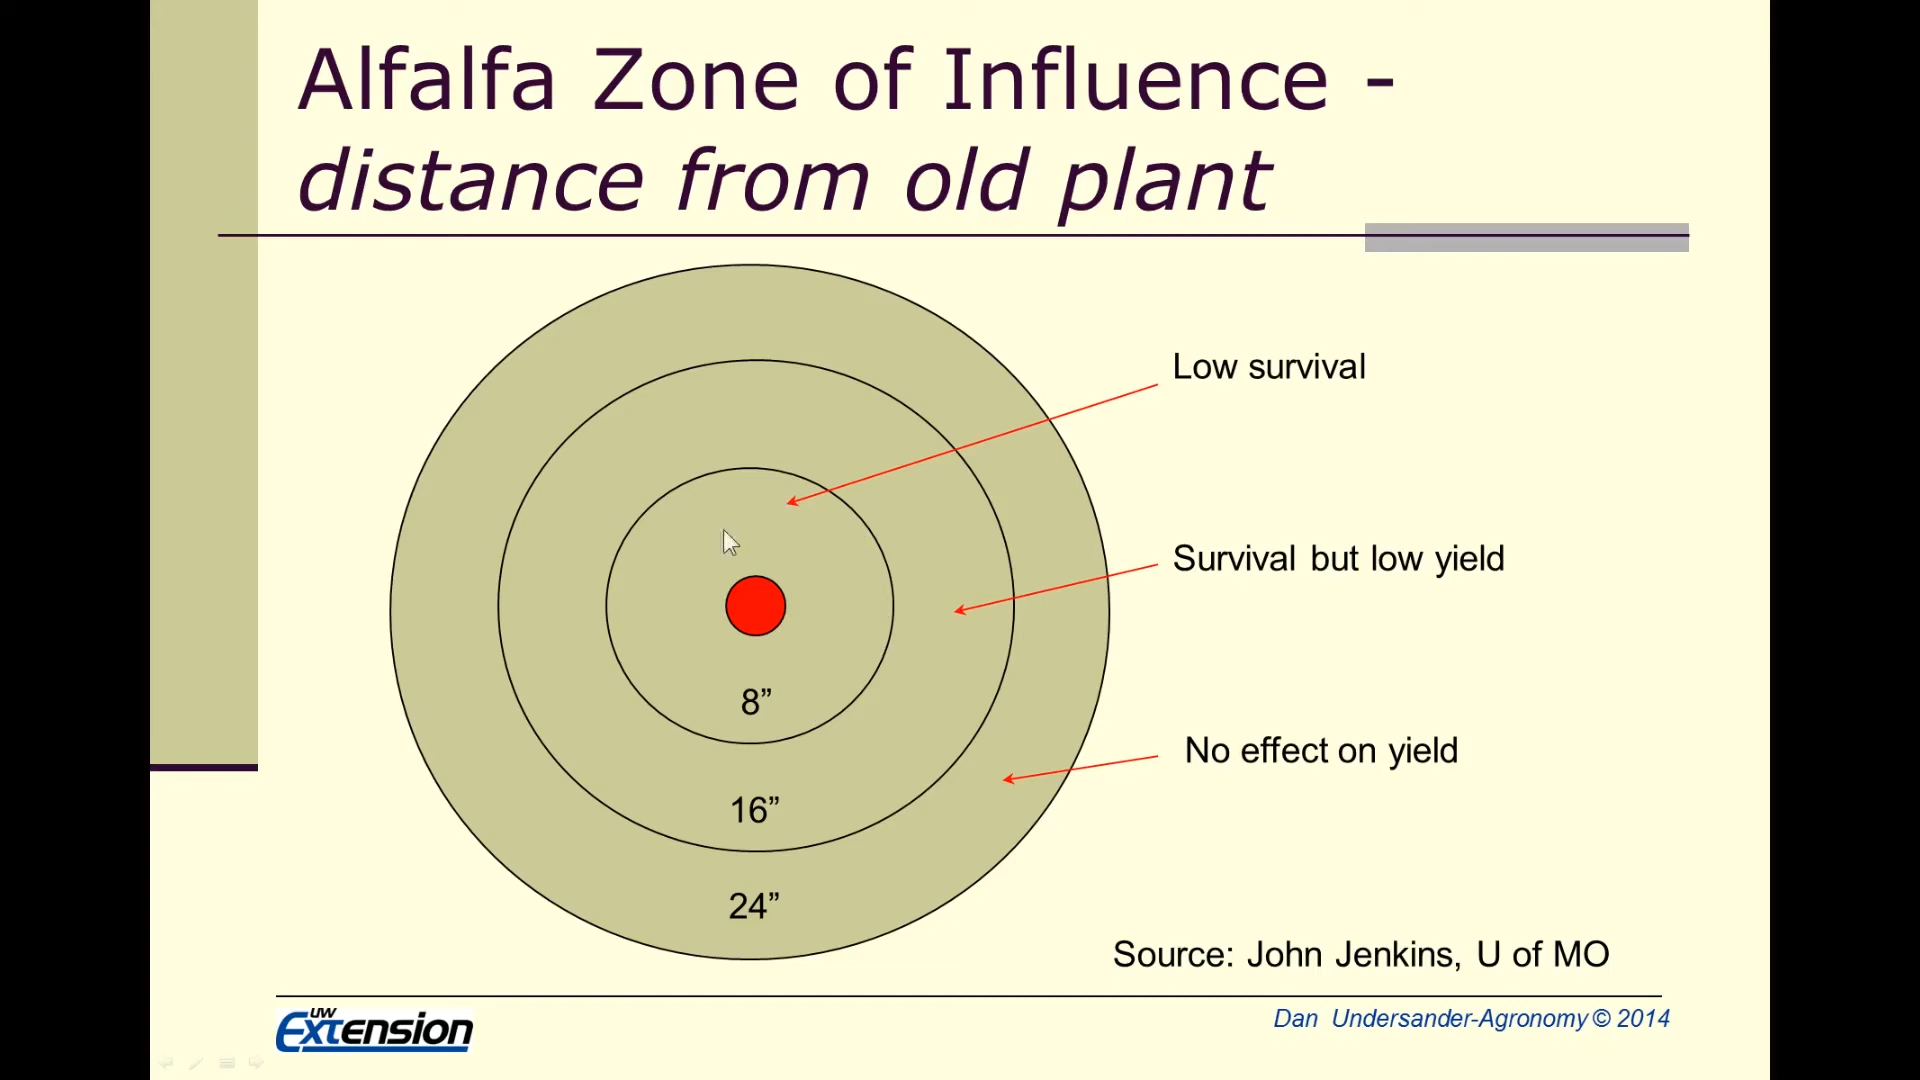 Alfalfa Zone of Influence -
distance from old plant
Low survival
Survival but low yield
No effect on yield
8”
16”
24”
Source: John Jenkins, U of MO
UW
Extension
Dan Undersander-Agronomy © 2014